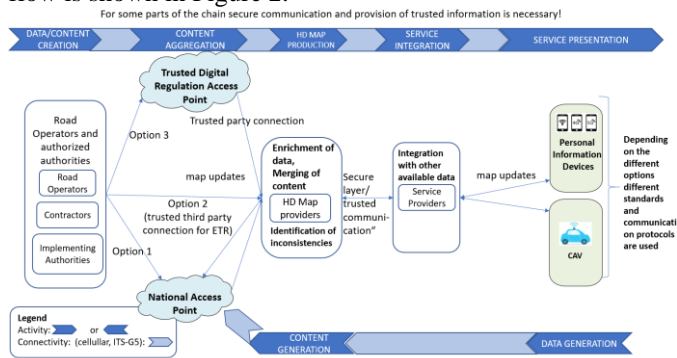 For some parts of the chain secure communication and provision of trusted information is necessary!
DATA/CONTENT
CREATION
CONTENT
AGGREGATION
HD MAP
PRODUCTION
SERVICE
INTEGRATION
SERVICE PRESENTATION
Trusted Digital
Regulation Access
Point
Road
Operators and
authorized
authorities
Road
Operators
Contractors
Implementing
Authorities
Option 3
Trusted party connection
map updates
Option 2
(trusted third party
connection for ETR)
Option 1
National Access
Point
Enrichment of
data,
Merging of
content
HD Map
providers
Identification of
inconsistencies
Secure
layer/
trusted
communi-
cation”
Integration
with other
available data
Service
Providers
map updates
Personal
Information
Devices
CAV
Depending
on the
different
options
different
standards
and
communicati
on protocols
are used
Legend
Activity: or
Connectivity: (cellular, ITS-G5):
CONTENT
GENERATION
DATA GENERATION